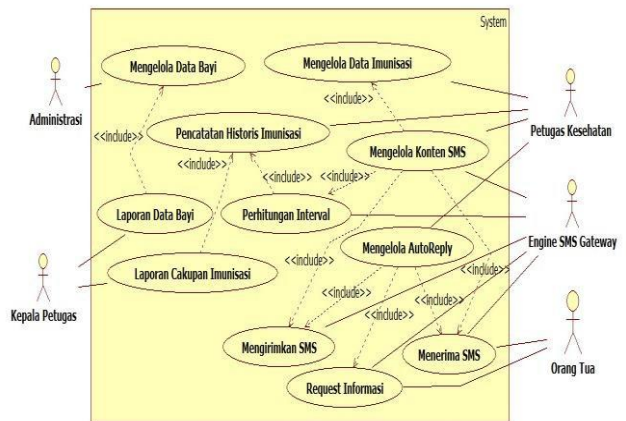 System
Mengelola Data Bayi
Mengelola Data Imunisasi
Administrasi
<<include>>
Petugas Kesehatan
<<include>>
Pencatatan Historis Imunisasi
Mengelola Konten SMS
<<include>>
<<include>>
<<include>>
Laporan Data Bayi
Perhitungan Interval
Engine SMS Gateway
Mengelola AutoReply
Laporan Cakupan Imunisasi
Kepala Petugas
<<include>>
<<include>>
<<include>>
<<include>>
<<include>>
Mengirimkan SMS
Menerima SMS
Orang Tua
Request Informasi